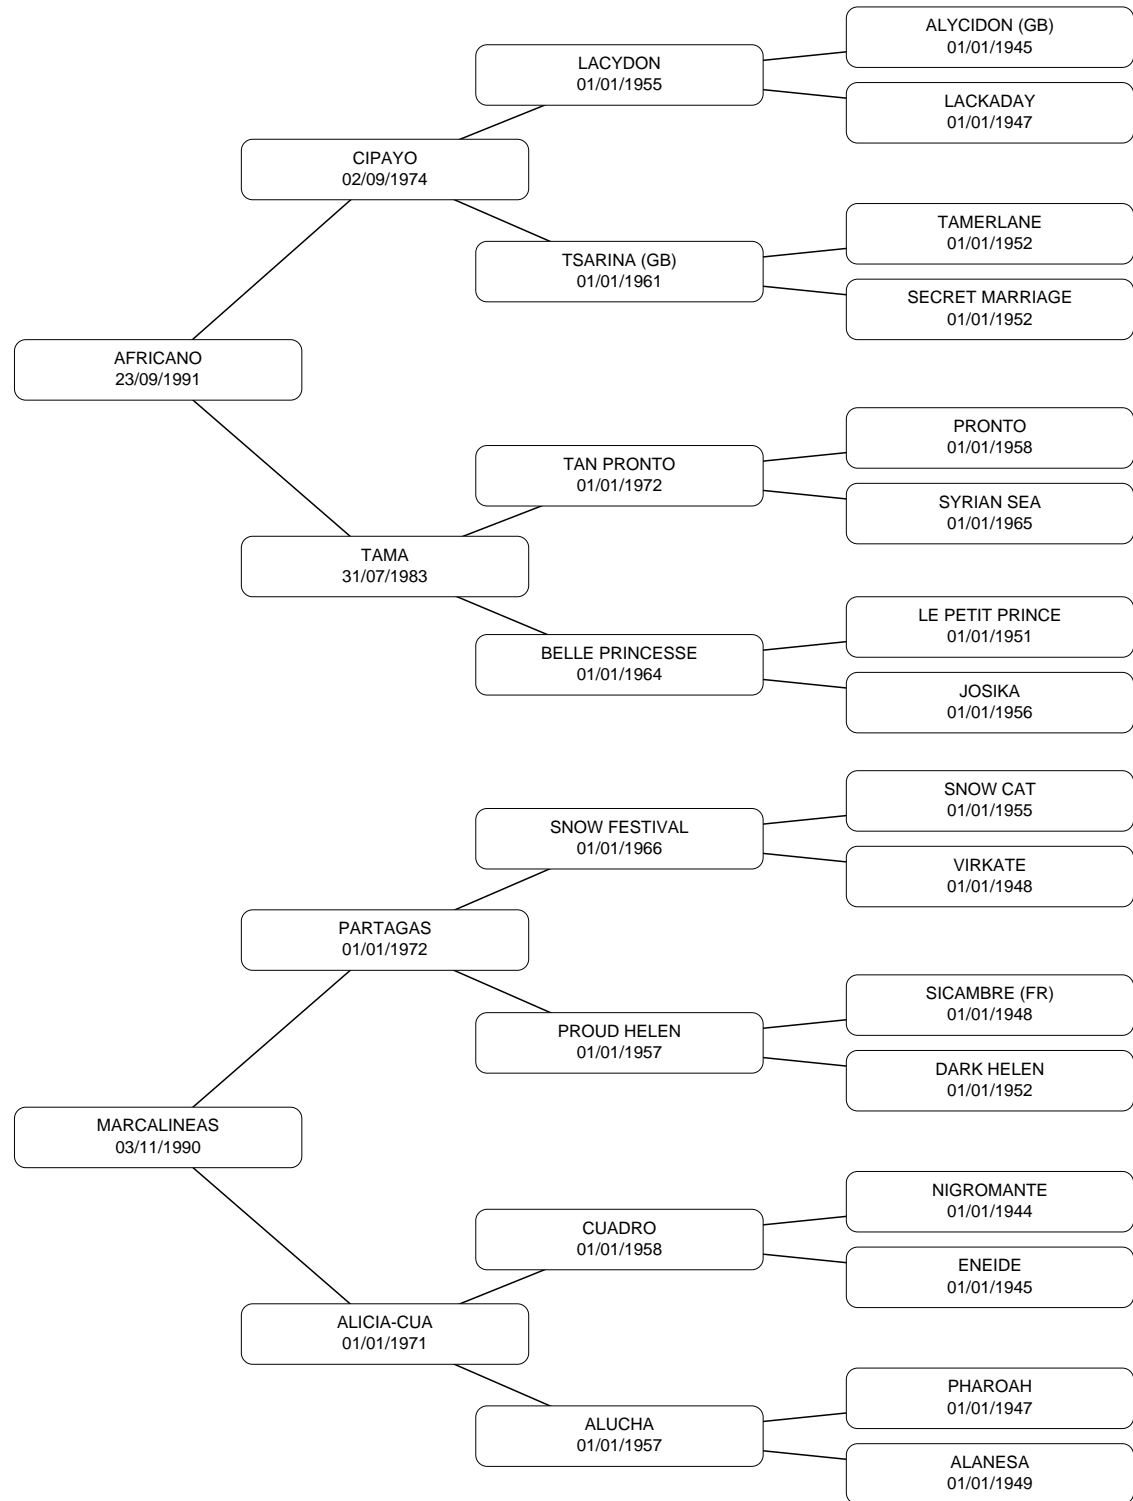 ALYCIDON (GB)
01/01/1945
LACYDON
01/01/1955
LACKADAY
01/01/1947
CIPAYO
02/09/1974
TAMERLANE
01/01/1952
TSARINA (GB)
01/01/1961
SECRET MARRIAGE
01/01/1952
AFRICANO
23/09/1991
PRONTO
01/01/1958
TAN PRONTO
01/01/1972
SYRIAN SEA
01/01/1965
TAMA
31/07/1983
LE PETIT PRINCE
01/01/1951
BELLE PRINCESSE
01/01/1964
JOSIKA
01/01/1956
SNOW CAT
01/01/1955
SNOW FESTIVAL
01/01/1966
VIRKATE
01/01/1948
PARTAGAS
01/01/1972
SICAMBRE (FR)
01/01/1948
PROUD HELEN
01/01/1957
DARK HELEN
01/01/1952
MARCALINEAS
03/11/1990
NIGROMANTE
01/01/1944
CUADRO
01/01/1958
ENEIDE
01/01/1945
ALICIA-CUA
01/01/1971
PHAROAH
01/01/1947
ALUCHA
01/01/1957
ALANESA
01/01/1949